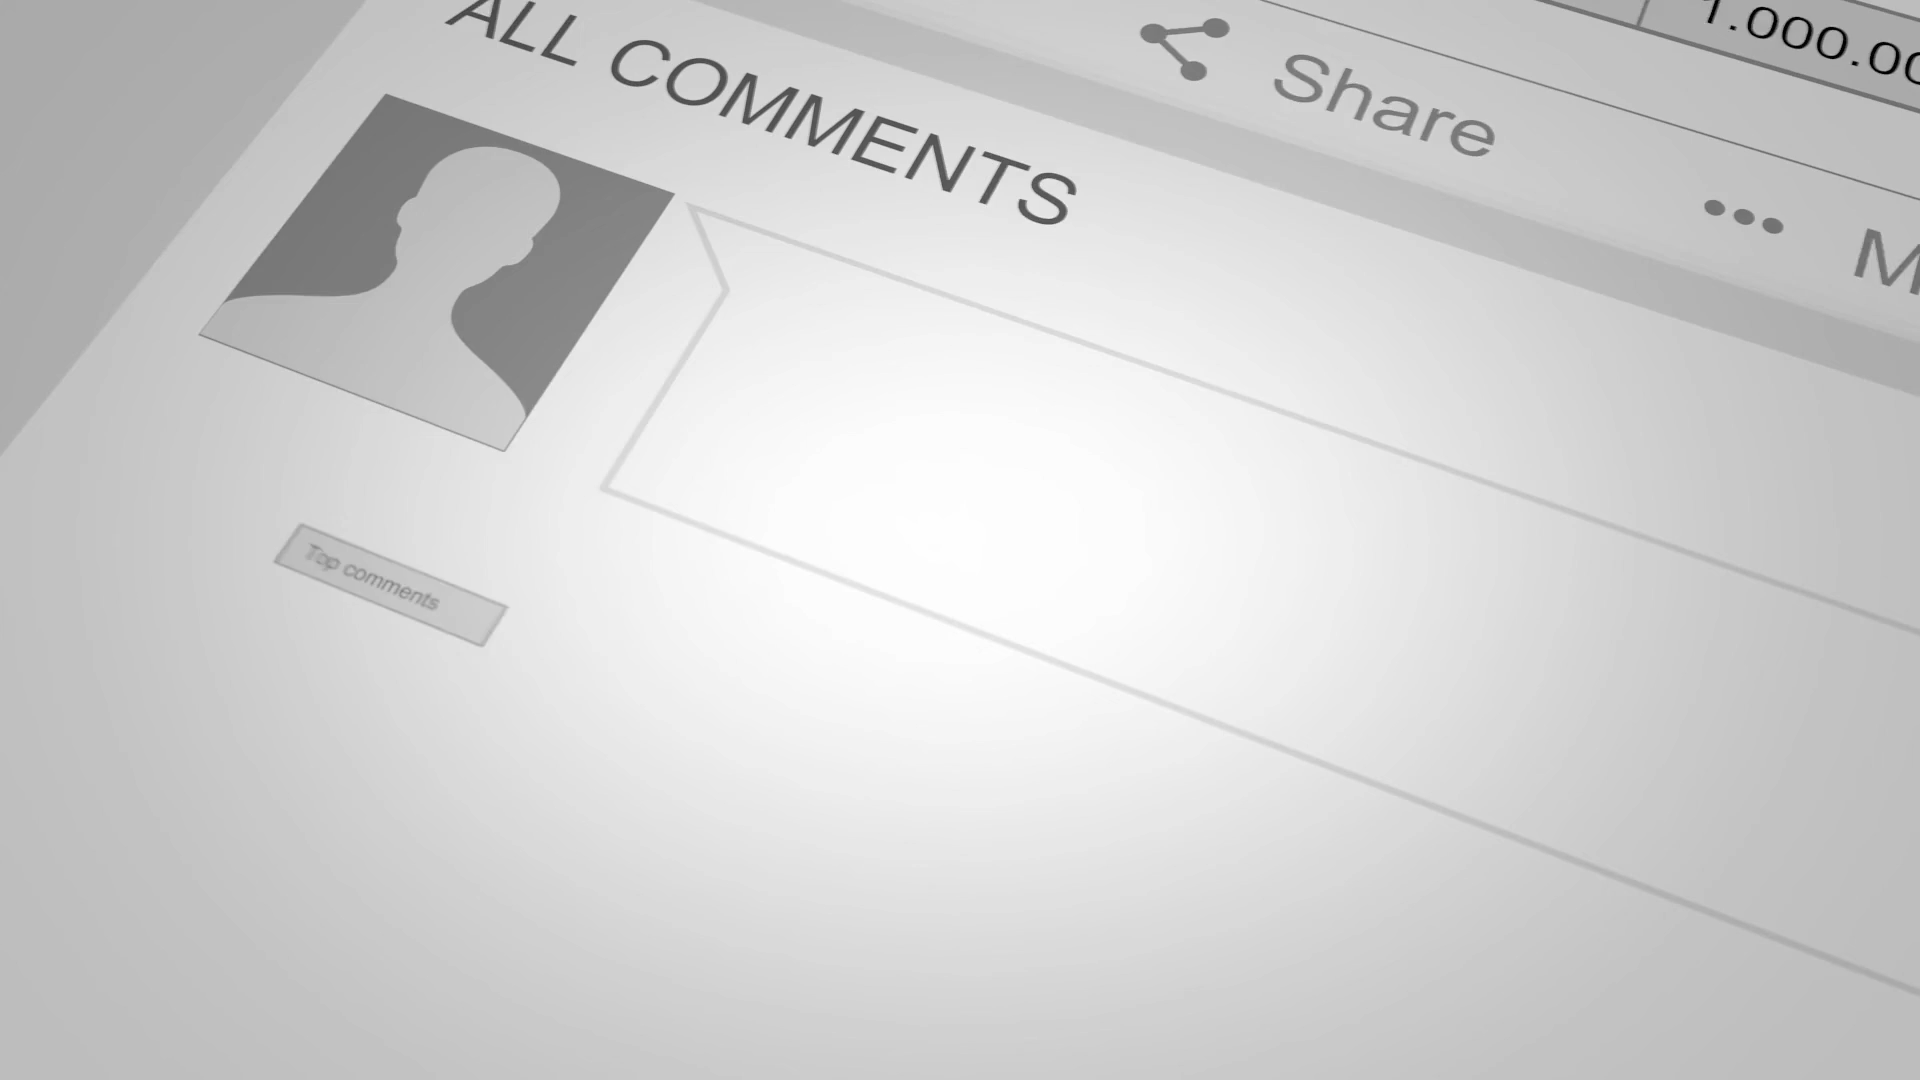 1.000.00
Share
••• M
ALL COMMENTS
Top comments